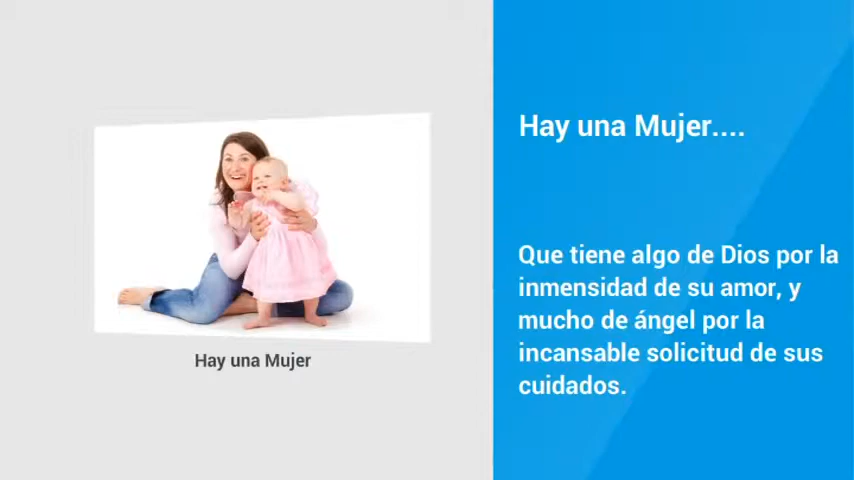 Hay una Mujer
Hay una Mujer....
Que tiene algo de Dios por la
inmensidad de su amor, y
mucho de ángel por la
incansable solicitud de sus
cuidados.